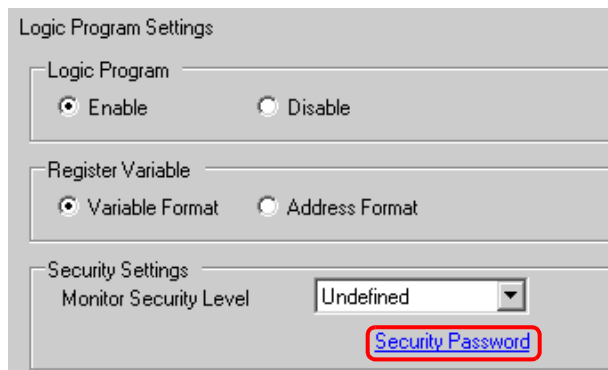 Logic Program Settings
Logic Program
Enable Disable
Register Variable
Variable Format Address Format
Security Settings
Monitor Security Level Undefined
Security Password